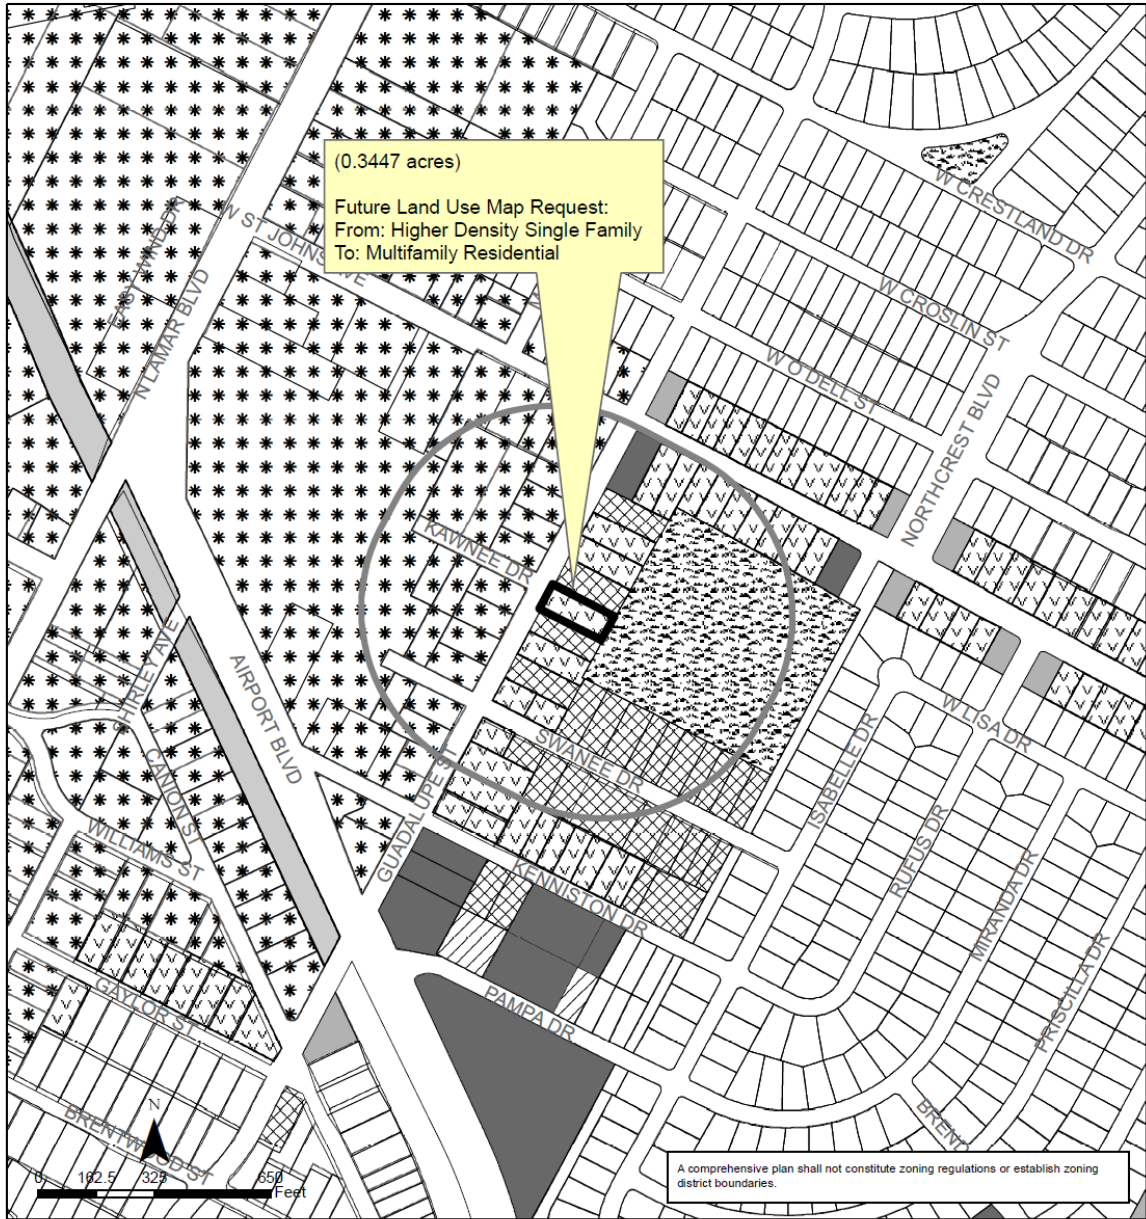 (0.3447 acres)
Future Land Use Map Request:
From: Higher Density Single Family
To: Multifamily Residential
W CRESTLAND DR
EAST WIND DR
W ST JOHNS AVE
N LAMAR BLVD
W CROSLIN ST
W O DELL ST
NORTHCREST BLVD
KAWNEE DR
SHIRLEY AVE
AIRPORT BLVD
CANION ST
WILLIAMS ST
GUADALUPE ST
SWANEE DR
ISABELLE DR
W LISA DR
RUFUS DR
KENNISTON DR
MIRANDA DR
PRISCILLA DR
GAYLOR ST
PAMPA DR
BRENTWOOD ST
N
0 162.5 325 650
Feet
A comprehensive plan shall not constitute zoning regulations or establish zoning
district boundaries.